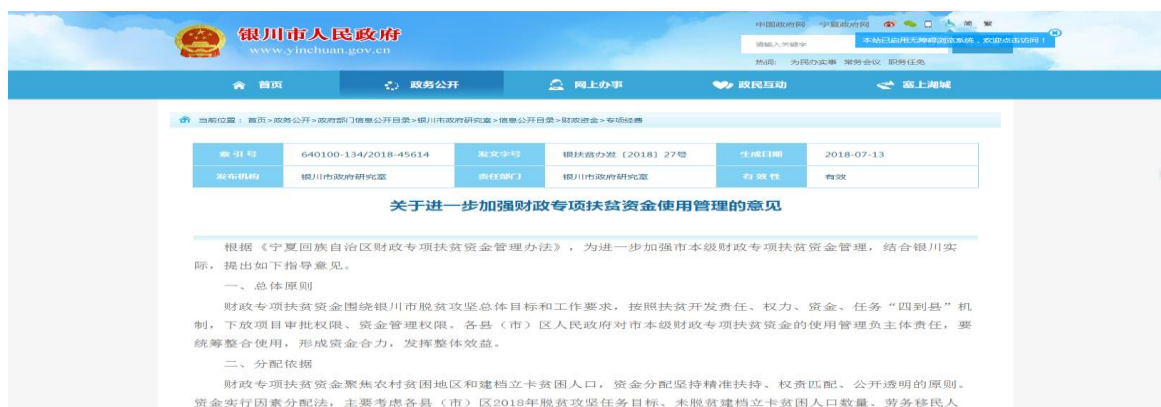 中国政府网 宁夏政府网 简 繁
银川市人民政府
www.yinchuan.gov.cn
请输入关键字
本站已启用无障碍浏览系统，欢迎点击访问！
热词： 为民办实事 常务会议 职务任免
首页 政务公开 网上办事 政民互动 塞上湖城
当前位置：首页>政务公开>政府部门信息公开目录>银川市政府研究室>信息公开目录>财政资金>专项经费
索 引 号 640100-134/2018-45614 发文字号 银扶贫办发〔2018〕27号 生成日期 2018-07-13
发布机构 银川市政府研究室 责任部门 银川市政府研究室 有 效 性 有效
关于进一步加强财政专项扶贫资金使用管理的意见
根据《宁夏回族自治区财政专项扶贫资金管理办法》，为进一步加强市本级财政专项扶贫资金管理，结合银川实
际，提出如下指导意见。
一、总体原则
财政专项扶贫资金围绕银川市脱贫攻坚总体目标和工作要求，按照扶贫开发责任、权力、资金、任务“四到县”机
制，下放项目审批权限、资金管理权限。各县（市）区人民政府对市本级财政专项扶贫资金的使用管理负主体责任，要
统筹整合使用，形成资金合力，发挥整体效益。
二、分配依据
财政专项扶贫资金聚焦农村贫困地区和建档立卡贫困人口，资金分配坚持精准扶持、权责匹配、公开透明的原则。
资金实行因素分配法，主要考虑各县（市）区2018年脱贫攻坚任务目标、未脱贫建档立卡贫困人口数量、劳务移民人